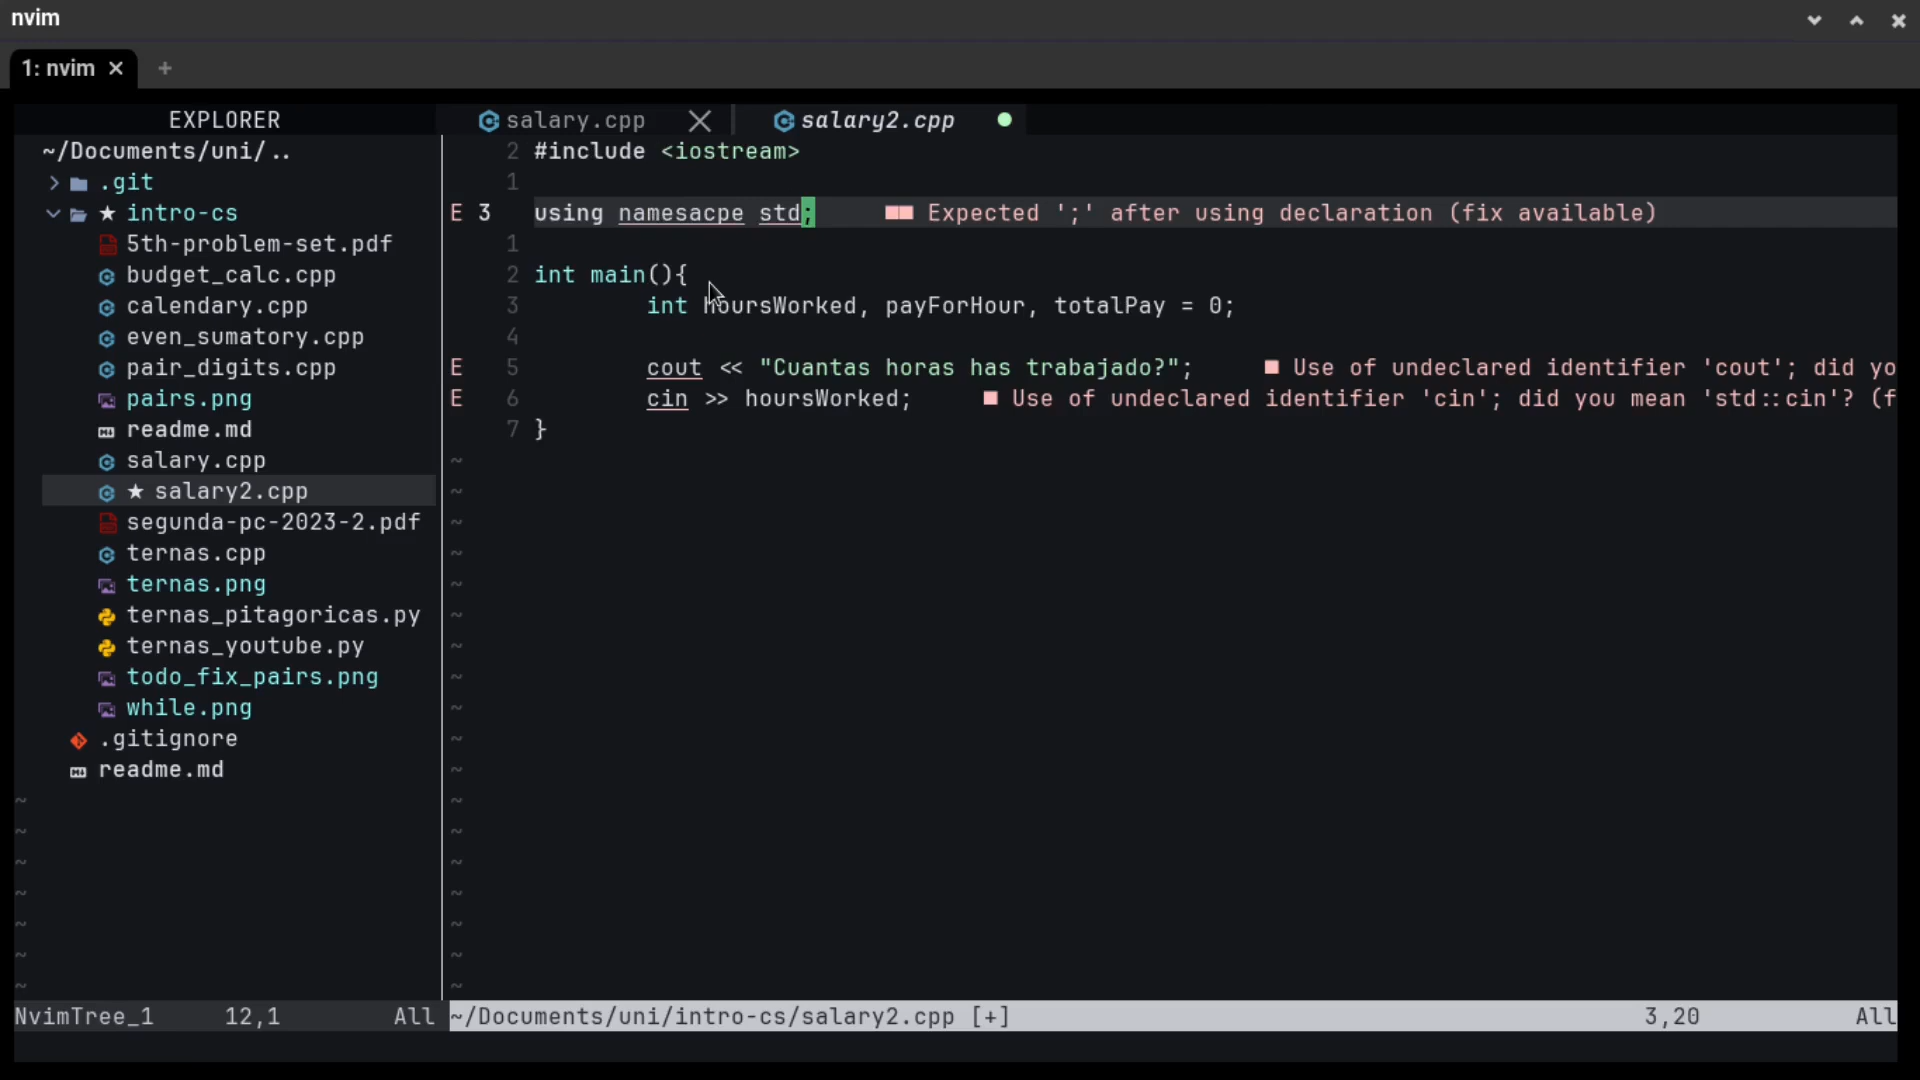 nvim
1: nvim
EXPLORER
~/Documents/uni/..
.git
intro-cs
5th-problem-set.pdf
budget_calc.cpp
calendary.cpp
even_sumatory.cpp
pair_digits.cpp
pairs.png
readme.md
salary.cpp
salary2.cpp
segunda-pc-2023-2.pdf
ternas.cpp
ternas.png
ternas_pitagoricas.py
ternas_youtube.py
todo_fix_pairs.png
while.png
.gitignore
readme.md
NvimTree_1 12,1 All
salary.cpp salary2.cpp
2 #include <iostream>
1
E 3 using namesacpe std; Expected ';' after using declaration (fix available)
1
2 int main(){
3 int hoursWorked, payForHour, totalPay = 0;
4
E 5 cout << "Cuantas horas has trabajado?"; Use of undeclared identifier 'cout'; did yo
E 6 cin >> hoursWorked; Use of undeclared identifier 'cin'; did you mean 'std::cin'? (f
7 }
~/Documents/uni/intro-cs/salary2.cpp [+] 3,20 All